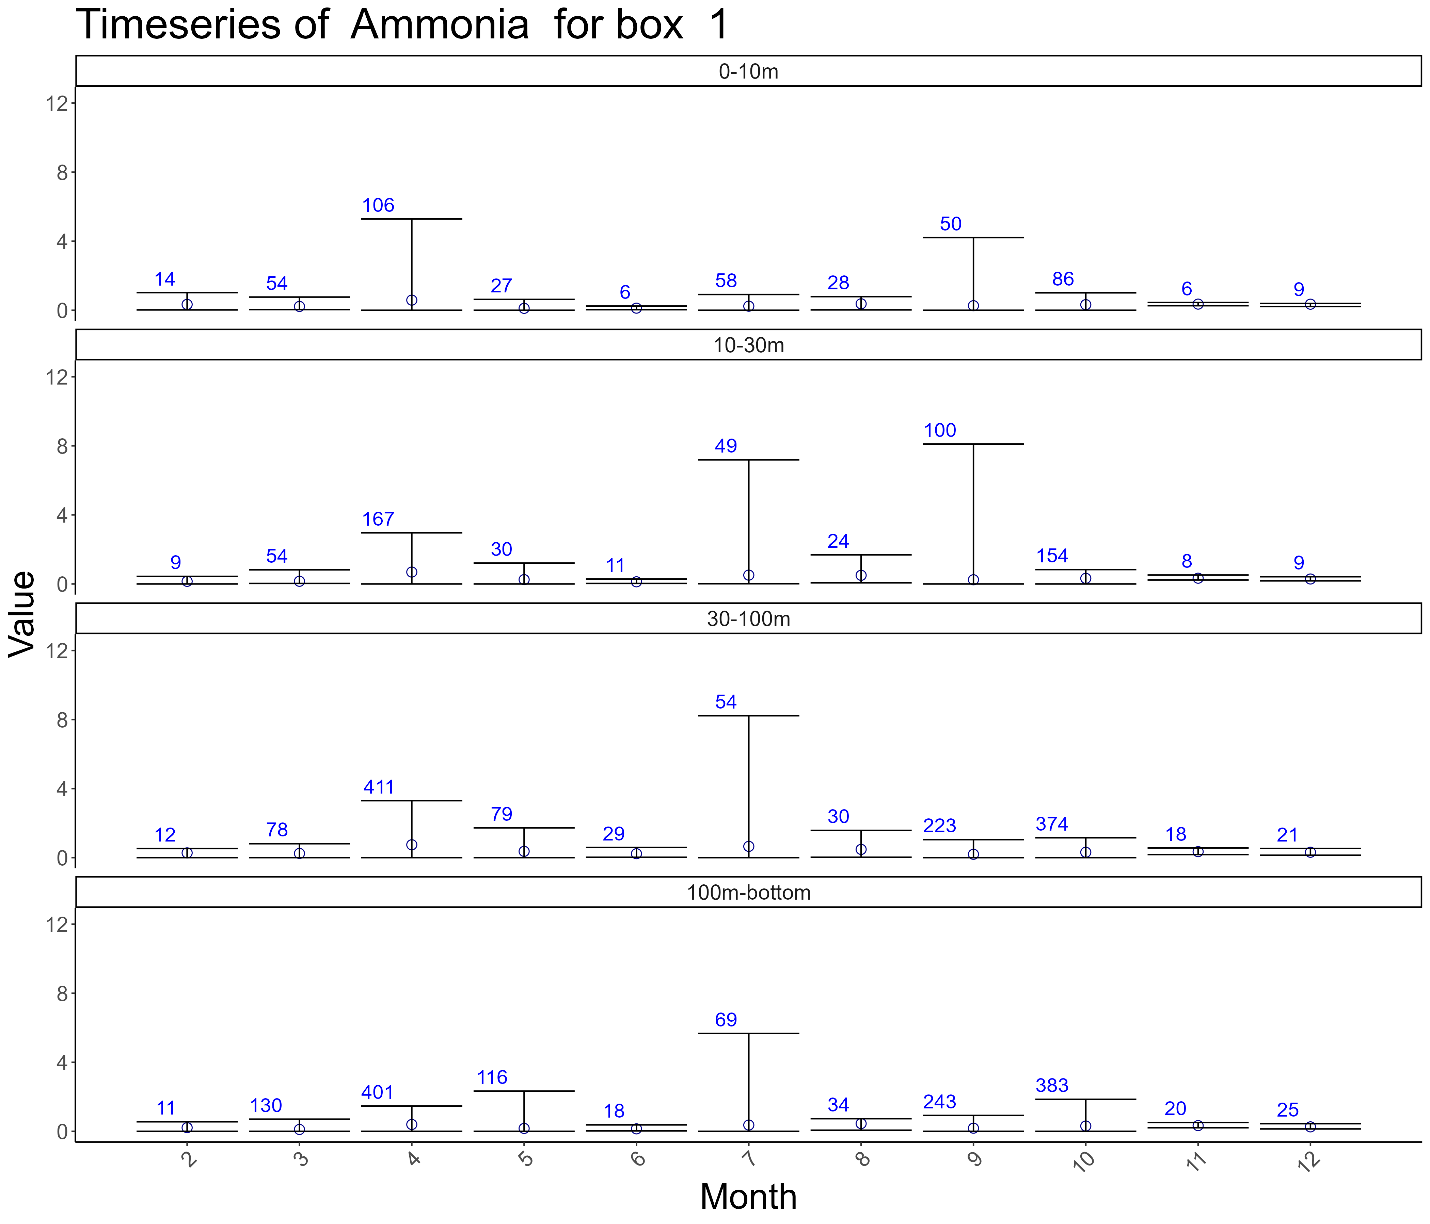 Timeseries of  Ammonia  for box  1
0-10m
12
8
4
0
14 54 106 27 6 58 28 50 86 6 9
10-30m
12
8
4
0
9 54 167 30 11 49 24 100 154 8 9
30-100m
12
8
4
0
12 78 411 79 29 54 30 223 374 18 21
100m-bottom
12
8
4
0
11 130 401 116 18 69 34 243 383 20 25
2 3 4 5 6 7 8 9 10 11 12
Month
Value